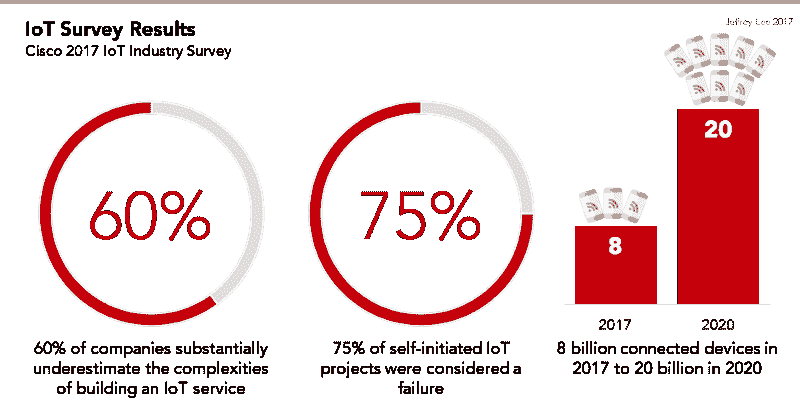 IoT Survey Results
Cisco 2017 IoT Industry Survey
Jeffrey Lee 2017
60%
60% of companies substantially
underestimate the complexities
of building an IoT service
75%
75% of self-initiated IoT
projects were considered a
failure
8
20
2017
2020
8 billion connected devices in
2017 to 20 billion in 2020